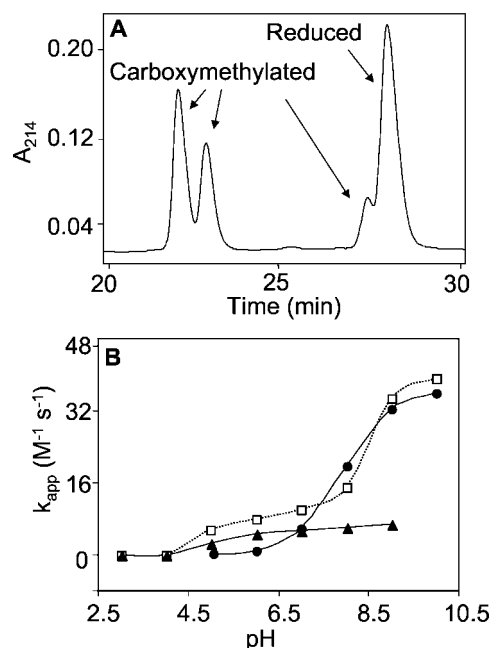 A
Reduced
Carboxymethylated
0.20
0.12
0.04
A214
20 25 30
Time (min)
B
48
32
16
0
kapp (M-1 s-1)
2.5 4.5 6.5 8.5 10.5
pH